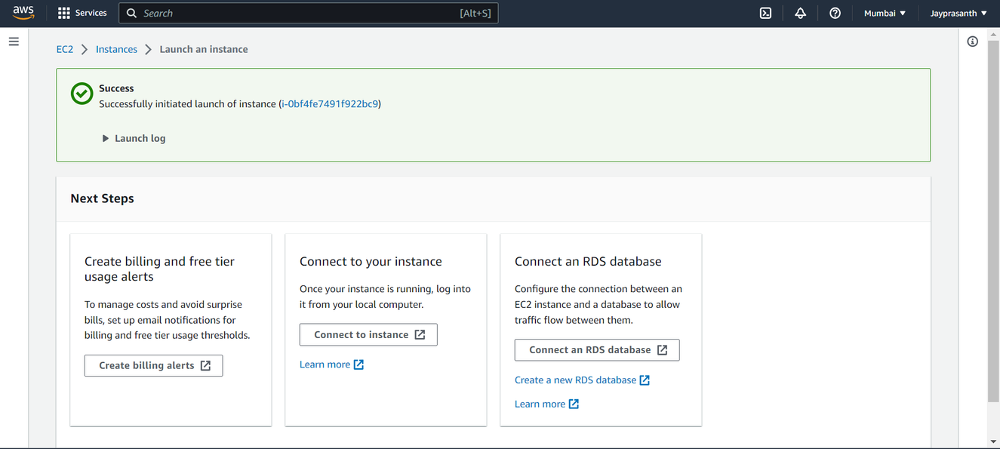 aws Services Search [Alt+S] Mumbai Jayprasanth
EC2 Instances Launch an instance
Success
Successfully initiated launch of instance (i-0bf4fe7491f922bc9)
Launch log
Next Steps
Create billing and free tier
usage alerts
To manage costs and avoid surprise
bills, set up email notifications for
billing and free tier usage thresholds.
Create billing alerts
Connect to your instance
Once your instance is running, log into
it from your local computer.
Connect to instance
Learn more
Connect an RDS database
Configure the connection between an
EC2 instance and a database to allow
traffic flow between them.
Connect an RDS database
Create a new RDS database
Learn more